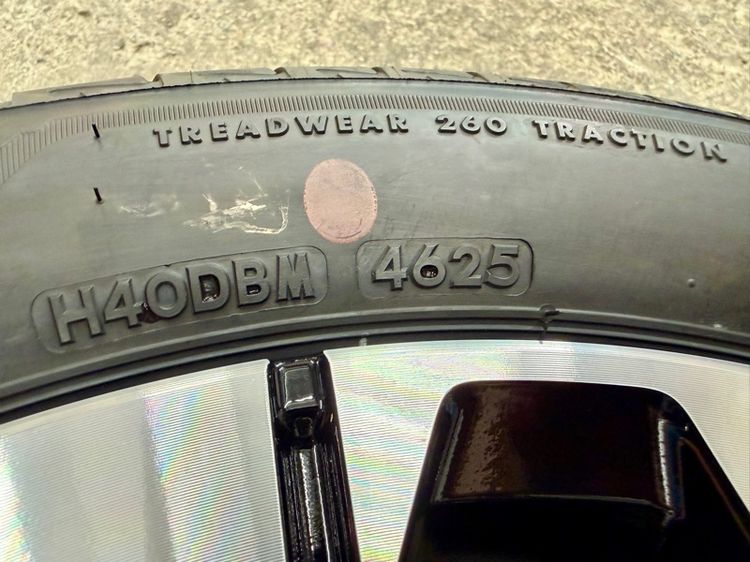 TREADWEAR 260 TRACTION
H40DBM 4625